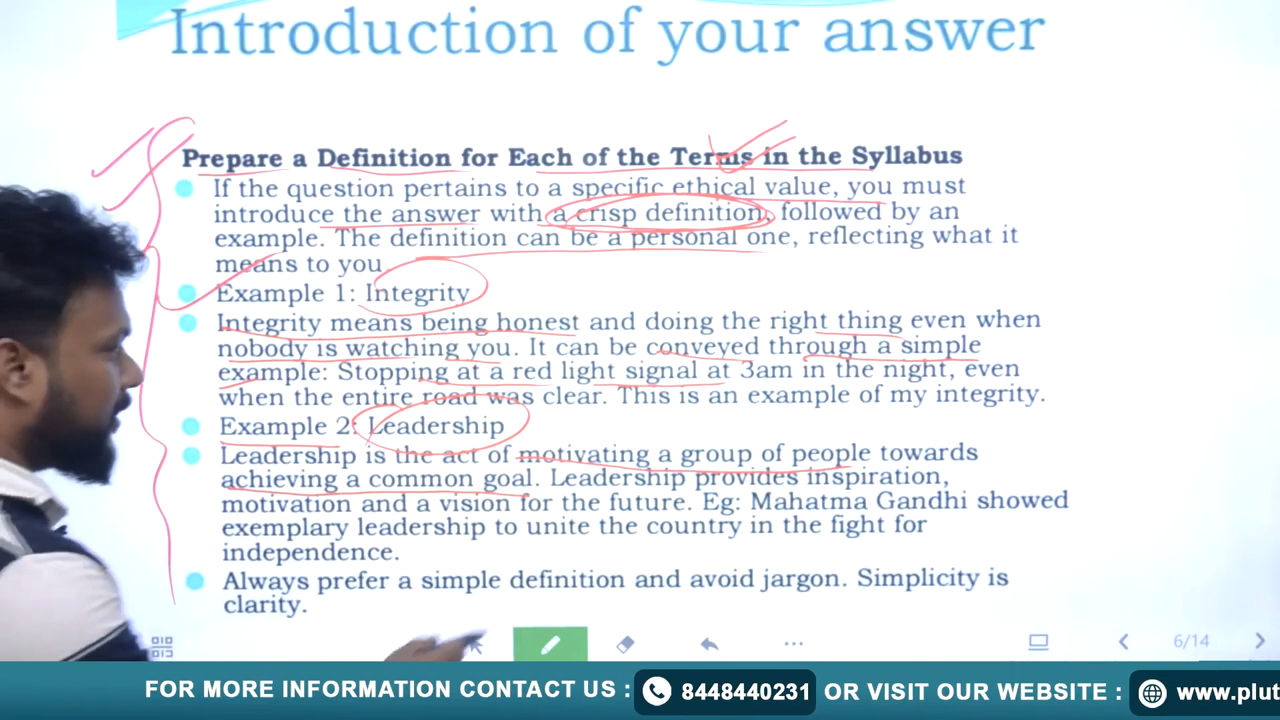 Introduction of your answer
Prepare a Definition for Each of the Terms in the Syllabus
If the question pertains to a specific ethical value, you must
introduce the answer with a crisp definition, followed by an
example. The definition can be a personal one, reflecting what it
means to you
Example 1: Integrity
Integrity means being honest and doing the right thing even when
nobody is watching you. It can be conveyed through a simple
example: Stopping at a red light signal at 3am in the night, even
when the entire road was clear. This is an example of my integrity.
Example 2: Leadership
Leadership is the act of motivating a group of people towards
achieving a common goal. Leadership provides inspiration,
motivation and a vision for the future. Eg: Mahatma Gandhi showed
exemplary leadership to unite the country in the fight for
independence.
Always prefer a simple definition and avoid jargon. Simplicity is
clarity.
6/14
FOR MORE INFORMATION CONTACT US : 8448440231 OR VISIT OUR WEBSITE : www.plut